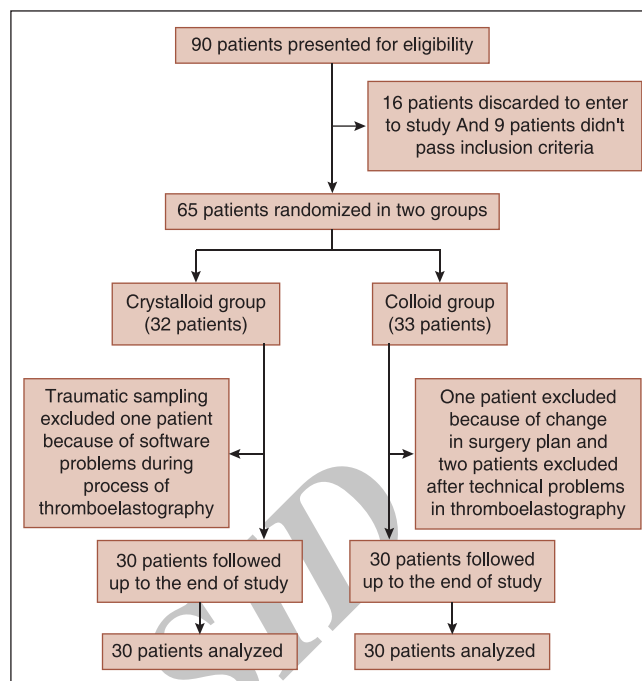 90 patients presented for eligibility
16 patients discarded to enter
to study And 9 patients didn't
pass inclusion criteria
65 patients randomized in two groups
Crystalloid group
(32 patients)
Colloid group
(33 patients)
Traumatic sampling
excluded one patient
because of software
problems during
process of
thromboelastography
One patient excluded
because of change
in surgery plan and
two patients excluded
after technical problems
in thromboelastography
30 patients followed
up to the end of study
30 patients followed
up to the end of study
30 patients analyzed
30 patients analyzed
SID